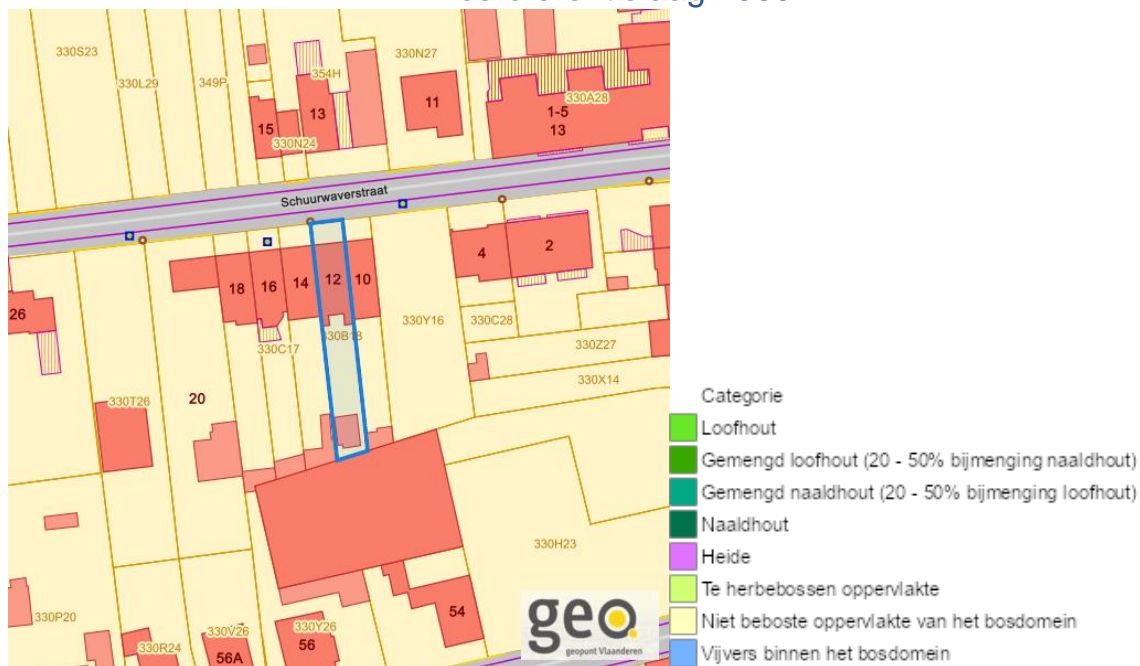 330S23
330L29
349P
354H
330N27
11
330A28
1-5
13
13
15
330N24
Schuurwaverstraat
4
2
18
16
14
12
10
26
330C17
330B18
330Y16
330C28
330Z27
330X14
20
330T26
330H23
330P20
330R24
330V26
330Y26
56A
56
54
geo.
geopunt Vlaanderen
Categorie
Loofhout
Gemengd loofhout (20 - 50% bijmenging naaldhout)
Gemengd naaldhout (20 - 50% bijmenging loofhout)
Naaldhout
Heide
Te herbebossen oppervlakte
Niet beboste oppervlakte van het bosdomein
Vijvers binnen het bosdomein